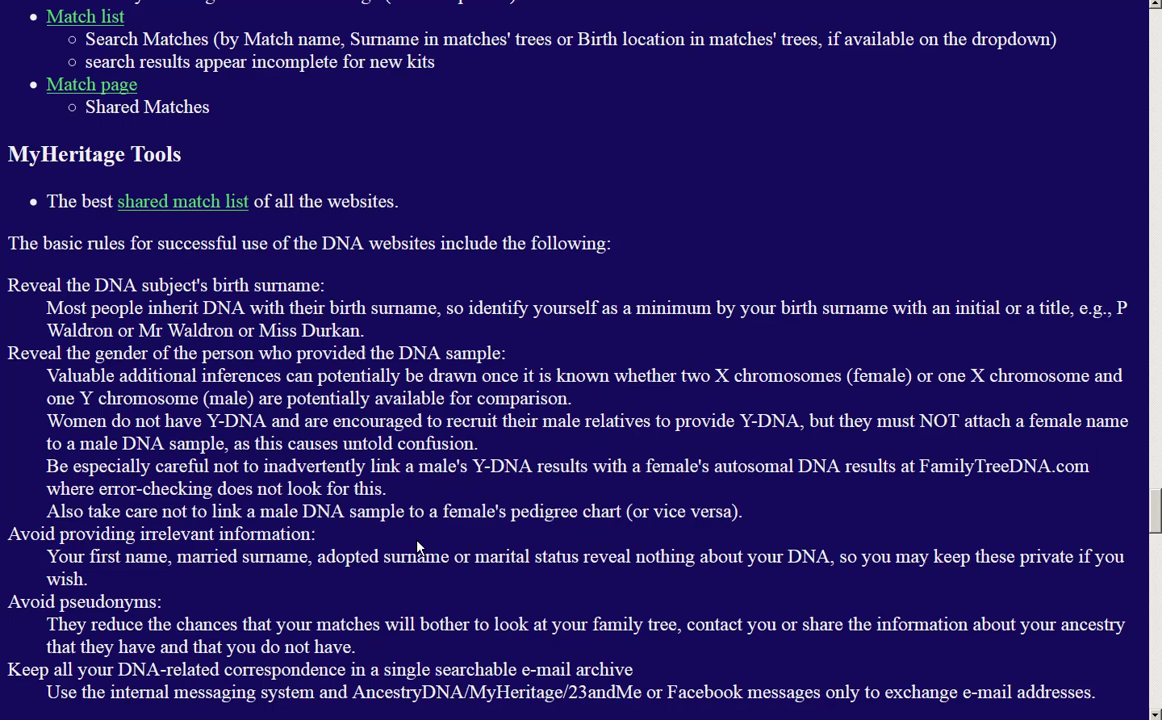 Match list
Search Matches (by Match name, Surname in matches' trees or Birth location in matches' trees, if available on the dropdown)
search results appear incomplete for new kits
Match page
Shared Matches
MyHeritage Tools
The best shared match list of all the websites.
The basic rules for successful use of the DNA websites include the following:
Reveal the DNA subject's birth surname:
Most people inherit DNA with their birth surname, so identify yourself as a minimum by your birth surname with an initial or a title, e.g., P
Waldron or Mr Waldron or Miss Durkan.
Reveal the gender of the person who provided the DNA sample:
Valuable additional inferences can potentially be drawn once it is known whether two X chromosomes (female) or one X chromosome and
one Y chromosome (male) are potentially available for comparison.
Women do not have Y-DNA and are encouraged to recruit their male relatives to provide Y-DNA, but they must NOT attach a female name
to a male DNA sample, as this causes untold confusion.
Be especially careful not to inadvertently link a male's Y-DNA results with a female's autosomal DNA results at FamilyTreeDNA.com
where error-checking does not look for this.
Also take care not to link a male DNA sample to a female's pedigree chart (or vice versa).
Avoid providing irrelevant information:
Your first name, married surname, adopted surname or marital status reveal nothing about your DNA, so you may keep these private if you
wish.
Avoid pseudonyms:
They reduce the chances that your matches will bother to look at your family tree, contact you or share the information about your ancestry
that they have and that you do not have.
Keep all your DNA-related correspondence in a single searchable e-mail archive
Use the internal messaging system and AncestryDNA/MyHeritage/23andMe or Facebook messages only to exchange e-mail addresses.